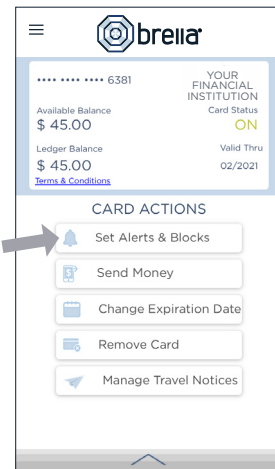 brella
•••• •••• •••• 6381
YOUR
FINANCIAL
INSTITUTION
Available Balance
Card Status
$ 45.00
ON
Ledger Balance
Valid Thru
$ 45.00
02/2021
Terms & Conditions
CARD ACTIONS
Set Alerts & Blocks
Send Money
Change Expiration Date
Remove Card
Manage Travel Notices